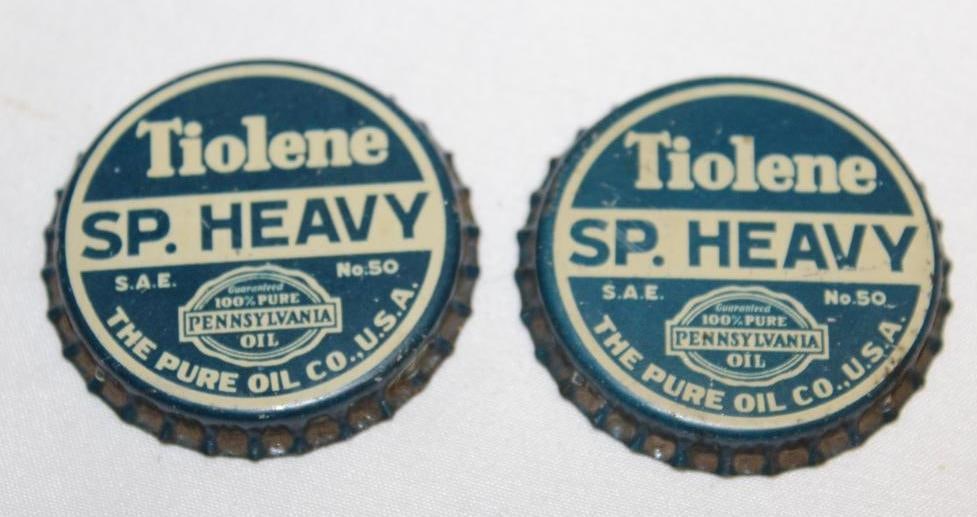 Tiolene
SP. HEAVY
S.A.E. No.50
Guaranteed
100% PURE
PENNSYLVANIA
OIL
THE PURE OIL CO., U.S.A.
Tiolene
SP. HEAVY
S.A.E. No.50
Guaranteed
100% PURE
PENNSYLVANIA
OIL
THE PURE OIL CO., U.S.A.